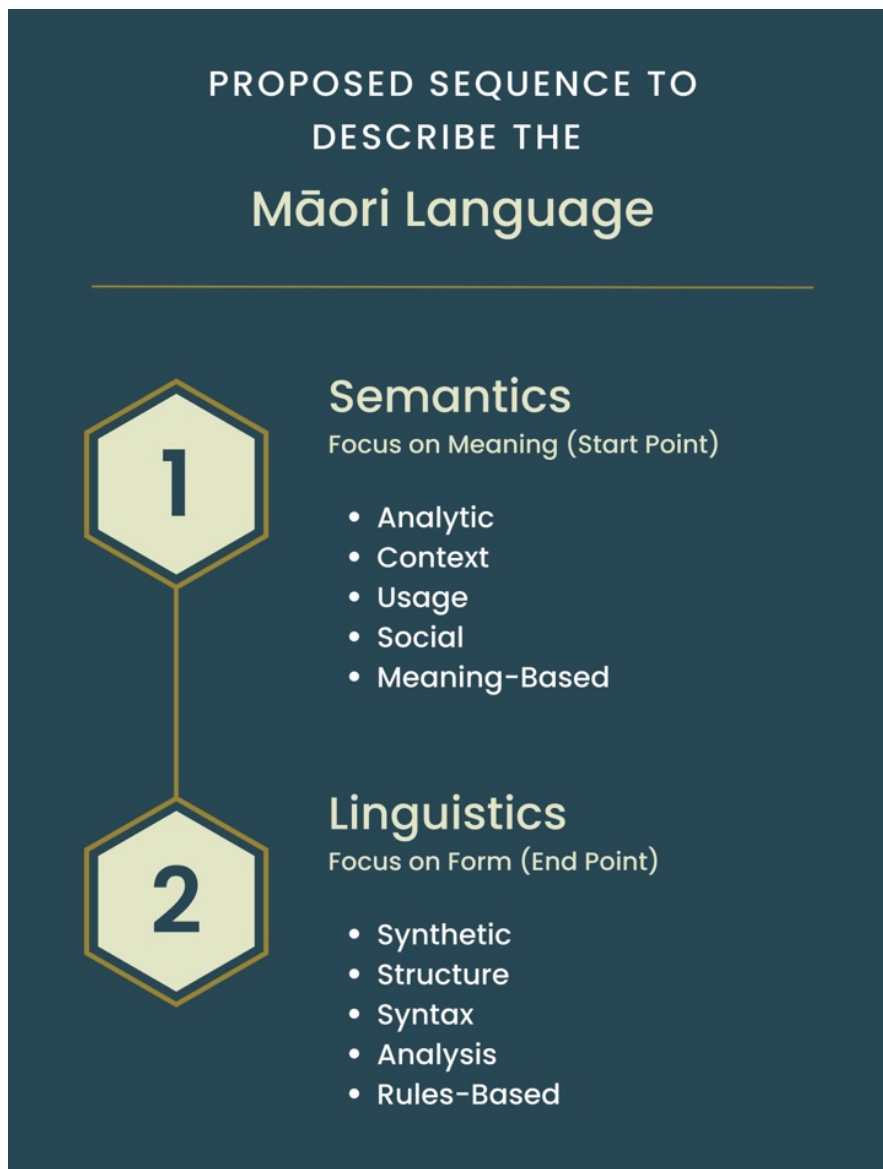 PROPOSED SEQUENCE TO
DESCRIBE THE
Māori Language
1
Semantics
Focus on Meaning (Start Point)
• Analytic
• Context
• Usage
• Social
• Meaning-Based
2
Linguistics
Focus on Form (End Point)
• Synthetic
• Structure
• Syntax
• Analysis
• Rules-Based